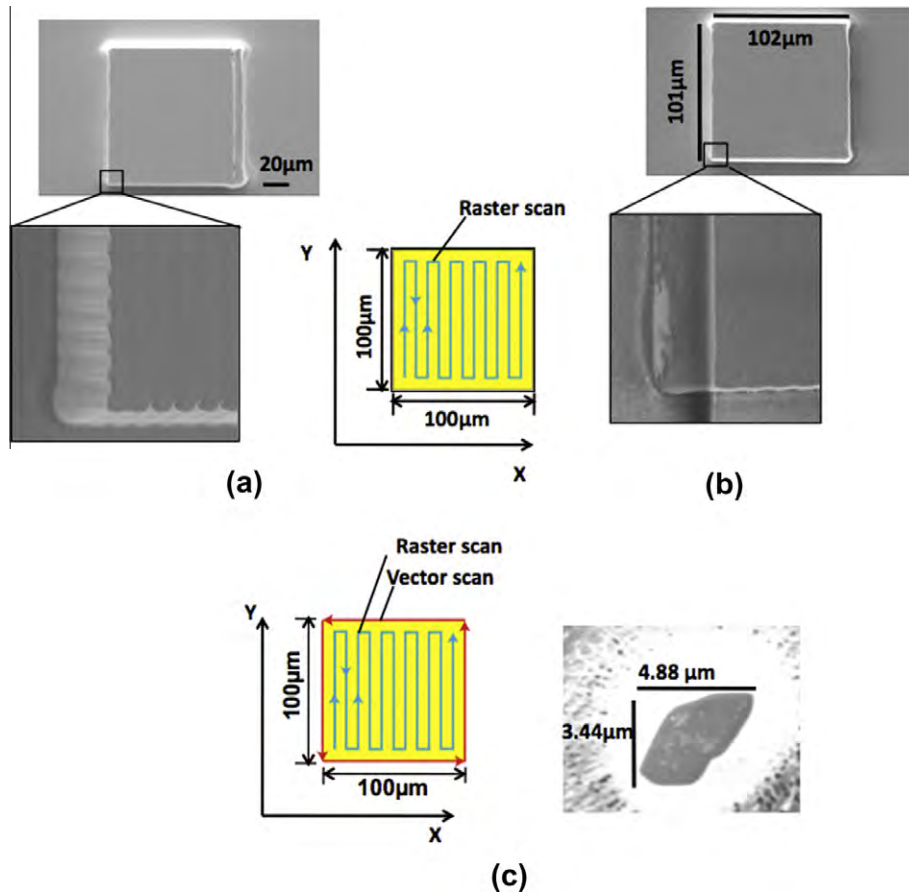 (a)
20μm
Raster scan
Y
100μm
100μm
X
102μm
101μm
(b)
Raster scan
Vector scan
Y
100μm
100μm
X
4.88 μm
3.44μm
(c)